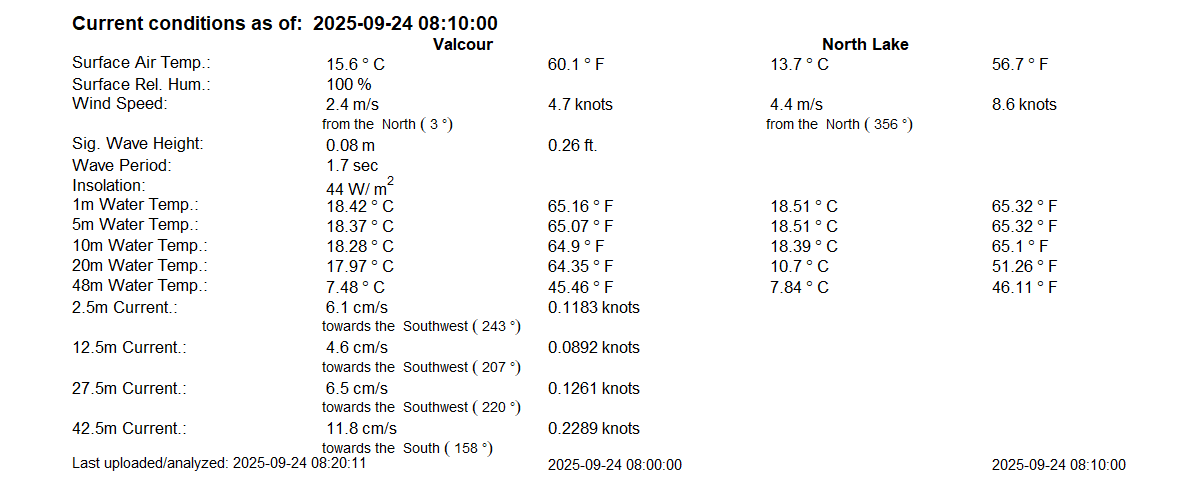 Current conditions as of: 2025-09-24 08:10:00
Valcour North Lake
Surface Air Temp.: 15.6 ° C 60.1 ° F 13.7 ° C 56.7 ° F
Surface Rel. Hum.: 100 %
Wind Speed: 2.4 m/s 4.7 knots 4.4 m/s 8.6 knots
from the North ( 3 °) from the North ( 356 °)
Sig. Wave Height: 0.08 m 0.26 ft.
Wave Period: 1.7 sec
Insolation: 44 W/ m2
1m Water Temp.: 18.42 ° C 65.16 ° F 18.51 ° C 65.32 ° F
5m Water Temp.: 18.37 ° C 65.07 ° F 18.51 ° C 65.32 ° F
10m Water Temp.: 18.28 ° C 64.9 ° F 18.39 ° C 65.1 ° F
20m Water Temp.: 17.97 ° C 64.35 ° F 10.7 ° C 51.26 ° F
48m Water Temp.: 7.48 ° C 45.46 ° F 7.84 ° C 46.11 ° F
2.5m Current.: 6.1 cm/s 0.1183 knots
towards the Southwest ( 243 °)
12.5m Current.: 4.6 cm/s 0.0892 knots
towards the Southwest ( 207 °)
27.5m Current.: 6.5 cm/s 0.1261 knots
towards the Southwest ( 220 °)
42.5m Current.: 11.8 cm/s 0.2289 knots
towards the South ( 158 °)
Last uploaded/analyzed: 2025-09-24 08:20:11 2025-09-24 08:00:00 2025-09-24 08:10:00